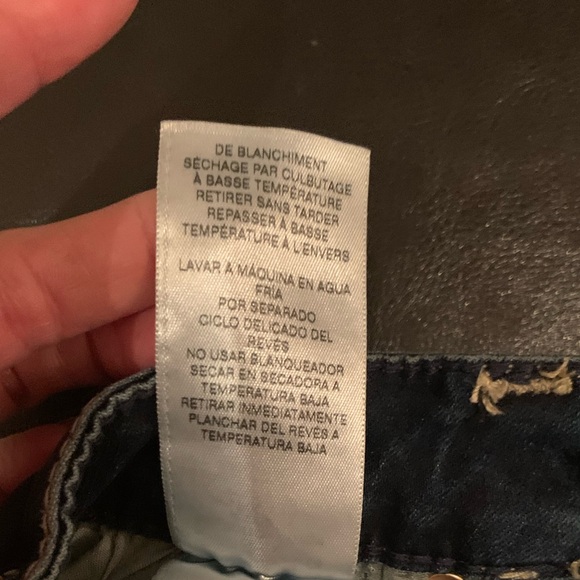 DE BLANCHIMENT
SÉCHAGE PAR CULBUTAGE
À BASSE TEMPÉRATURE
RETIRER SANS TARDER
REPASSER À BASSE
TEMPÉRATURE À L'ENVERS
LAVAR A MÁQUINA EN AGUA
FRÍA
POR SEPARADO
CICLO DELICADO DEL
REVÉS
NO USAR BLANQUEADOR
SECAR EN SECADORA A
TEMPERATURA BAJA
RETIRAR INMEDIATAMENTE
PLANCHAR DEL REVÉS A
TEMPERATURA BAJA